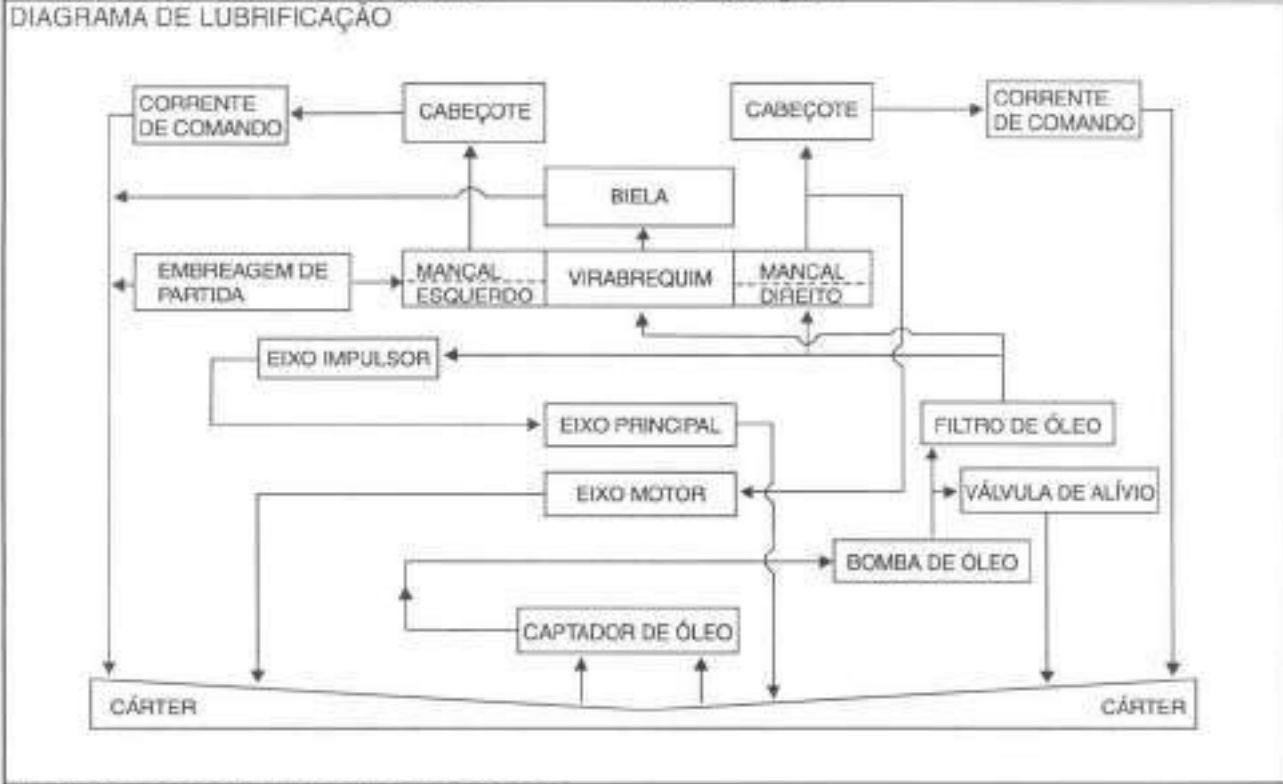 DIAGRAMA DE LUBRIFICAÇÃO
CORRENTE
DE COMANDO
CABEÇOTE
CABEÇOTE
CORRENTE
DE COMANDO
BIELA
EMBREAGEM DE
PARTIDA
MANCAL
ESQUERDO
VIRABREQUIM
MANCAL
DIREITO
EIXO IMPULSOR
EIXO PRINCIPAL
FILTRO DE ÓLEO
EIXO MOTOR
VÁLVULA DE ALÍVIO
BOMBA DE ÓLEO
CAPTADOR DE ÓLEO
CÁRTER
CÁRTER